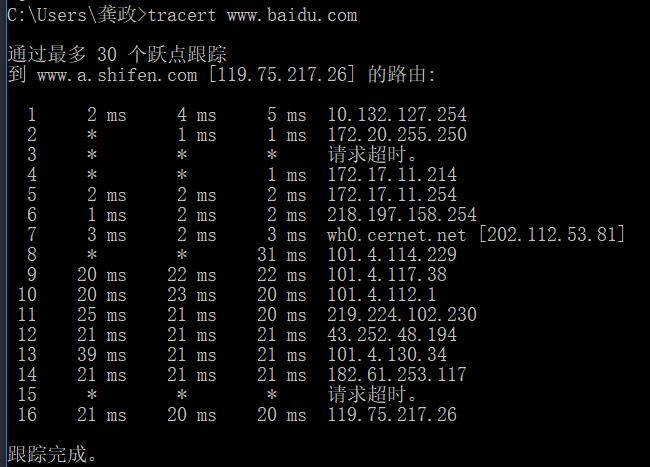 C:\Users\龚政>tracert www.baidu.com
通过最多 30 个跃点跟踪
到 www.a.shifen.com [119.75.217.26] 的路由:
1 2 ms 4 ms 5 ms 10.132.127.254
2 * 1 ms 1 ms 172.20.255.250
3 * * * 请求超时。
4 * * 1 ms 172.17.11.214
5 2 ms 2 ms 2 ms 172.17.11.254
6 1 ms 2 ms 2 ms 218.197.158.254
7 3 ms 2 ms 3 ms wh0.cernet.net [202.112.53.81]
8 * * 31 ms 101.4.114.229
9 20 ms 22 ms 22 ms 101.4.117.38
10 20 ms 23 ms 20 ms 101.4.112.1
11 25 ms 21 ms 20 ms 219.224.102.230
12 21 ms 21 ms 21 ms 43.252.48.194
13 39 ms 21 ms 21 ms 101.4.130.34
14 21 ms 21 ms 21 ms 182.61.253.117
15 * * * 请求超时。
16 21 ms 20 ms 20 ms 119.75.217.26
跟踪完成。